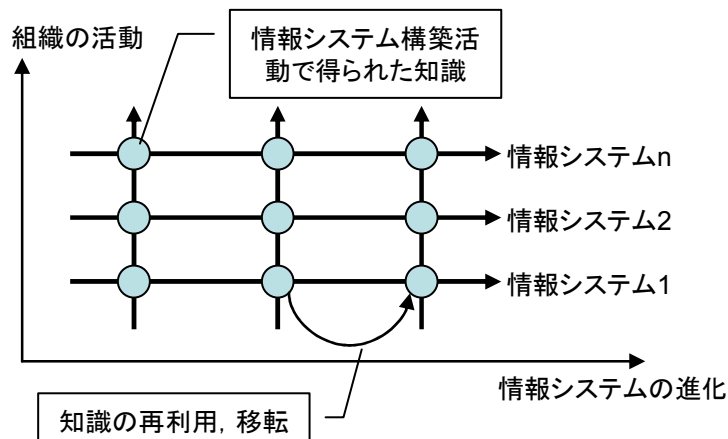 組織の活動
情報システム構築活
動で得られた知識
情報システムn
情報システム2
情報システム1
情報システムの進化
知識の再利用, 移転